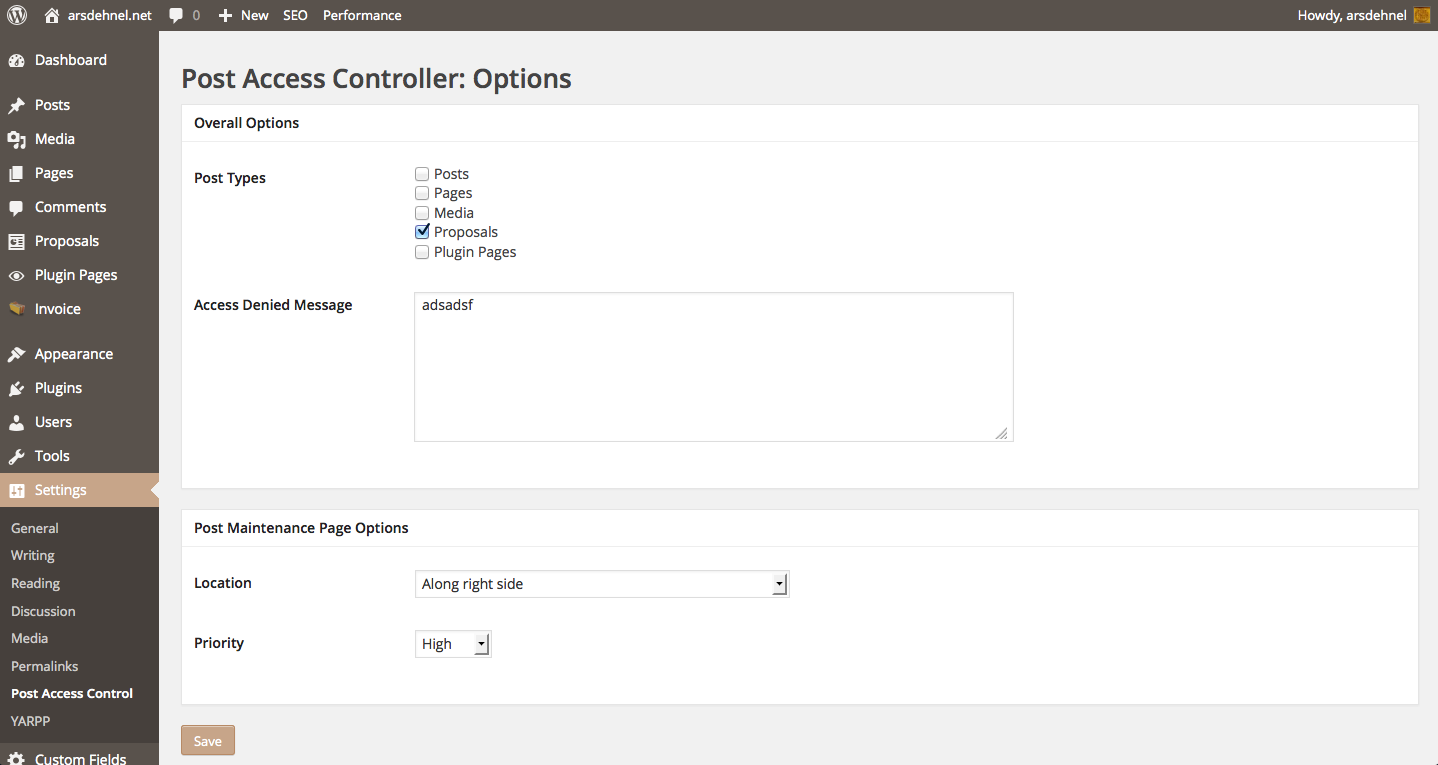 arsdehnel.net 0 New SEO Performance Howdy, arsdehnel
Dashboard
Posts
Media
Pages
Comments
Proposals
Plugin Pages
Invoice
Appearance
Plugins
Users
Tools
Settings
General
Writing
Reading
Discussion
Media
Permalinks
Post Access Control
YARPP
Custom Fields
Post Access Controller: Options
Overall Options
Post Types
Posts
Pages
Media
Proposals
Plugin Pages
Access Denied Message
adsadsf
Post Maintenance Page Options
Location
Along right side
Priority
High
Save